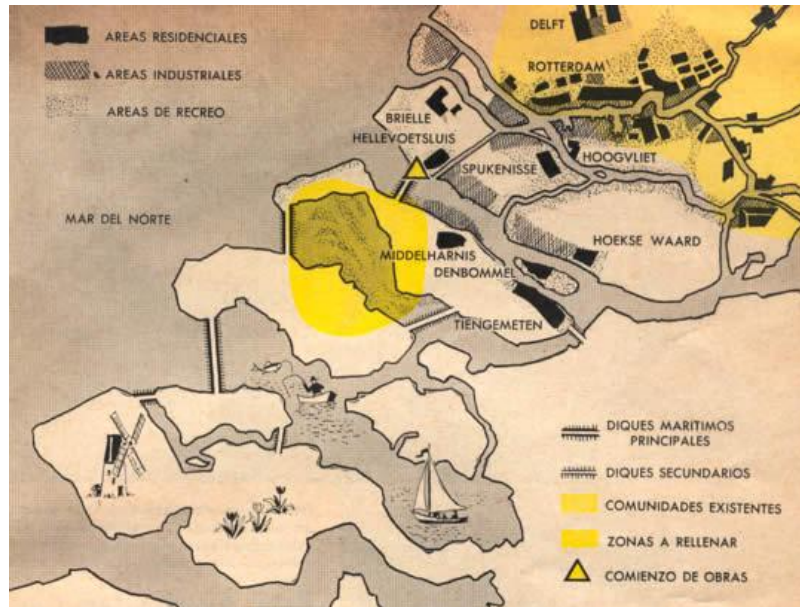 AREAS RESIDENCIALES
AREAS INDUSTRIALES
AREAS DE RECREO
DELFT
ROTTERDAM
BRIELLE
HELLEVOETSLUIS
SPUKENISSE
HOOGVLIET
MAR DEL NORTE
HOEKSE WAARD
MIDDELHARNIS
DENBOMMEL
TIENGEMETEN
DIQUES MARITIMOS
PRINCIPALES
DIQUES SECUNDARIOS
COMUNIDADES EXISTENTES
ZONAS A RELLENAR
COMIENZO DE OBRAS